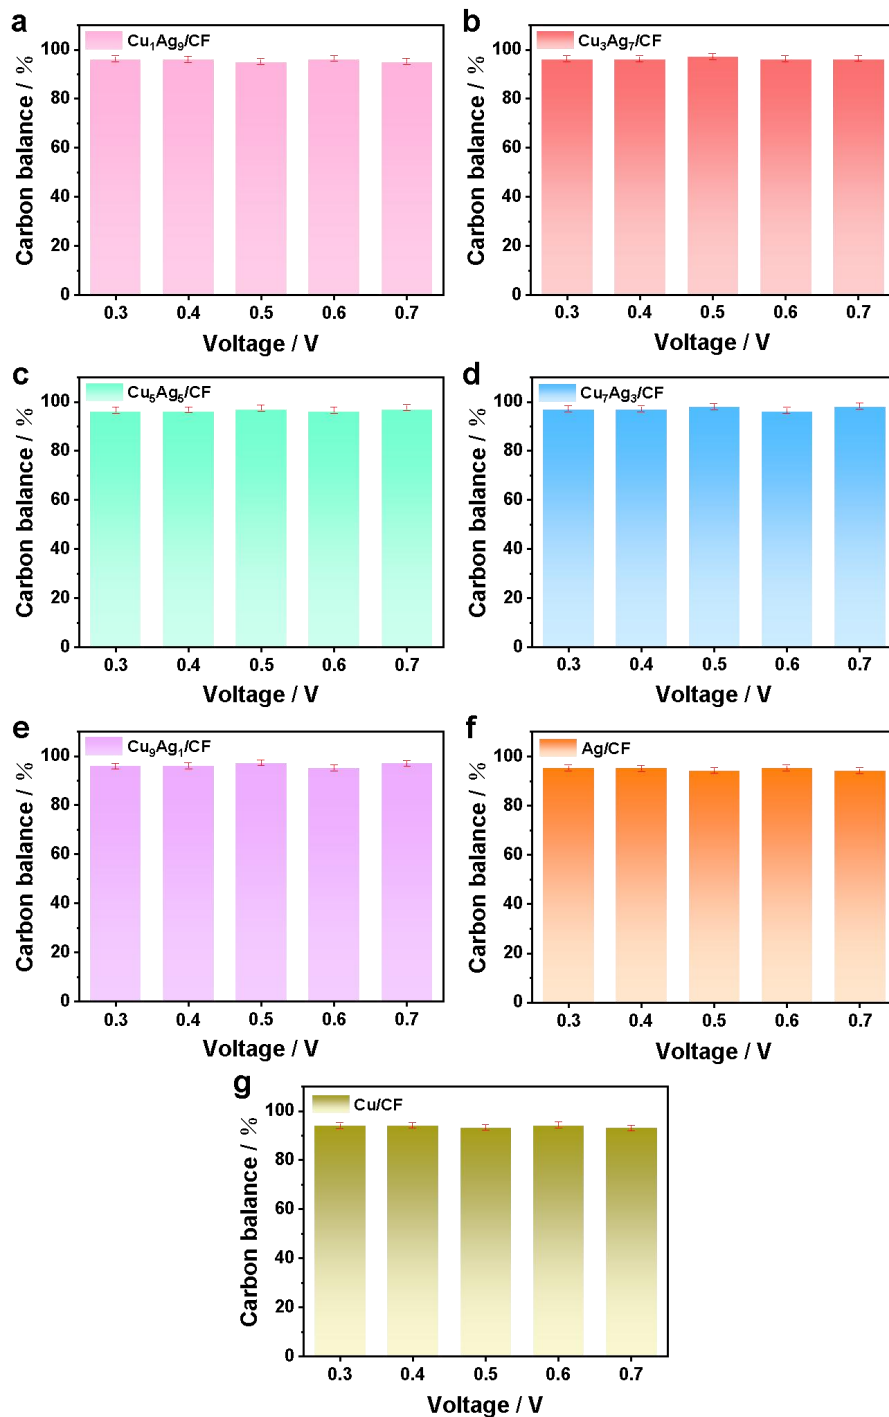 a
Cu₁Ag₉/CF
Carbon balance / %
100
80
60
40
20
0
0.3 0.4 0.5 0.6 0.7
Voltage / V
b
Cu₃Ag₇/CF
Carbon balance / %
100
80
60
40
20
0
0.3 0.4 0.5 0.6 0.7
Voltage / V
c
Cu₅Ag₅/CF
Carbon balance / %
100
80
60
40
20
0
0.3 0.4 0.5 0.6 0.7
Voltage / V
d
Cu₇Ag₃/CF
Carbon balance / %
100
80
60
40
20
0
0.3 0.4 0.5 0.6 0.7
Voltage / V
e
Cu₉Ag₁/CF
Carbon balance / %
100
80
60
40
20
0
0.3 0.4 0.5 0.6 0.7
Voltage / V
f
Ag/CF
Carbon balance / %
100
80
60
40
20
0
0.3 0.4 0.5 0.6 0.7
Voltage / V
g
Cu/CF
Carbon balance / %
100
80
60
40
20
0
0.3 0.4 0.5 0.6 0.7
Voltage / V